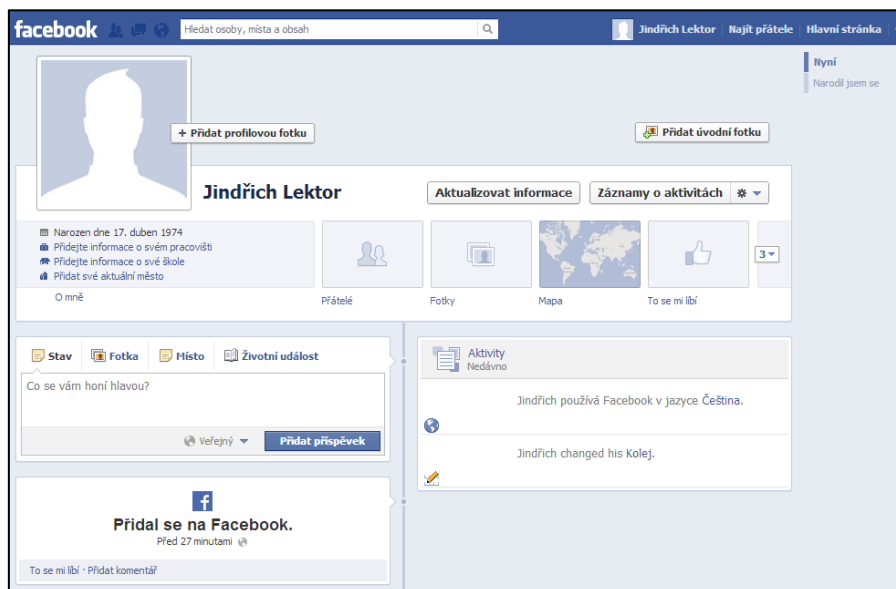 facebook
Hledat osoby, místa a obsah
Jindřich Lektor
Najít přátele
Hlavní stránka
Nyní
Narodil jsem se
+ Přidat profilovou fotku
Přidat úvodní fotku
Jindřich Lektor
Aktualizovat informace
Záznamy o aktivitách
Narozen dne 17. duben 1974
Přidejte informace o svém pracovišti
Přidejte informace o své škole
Přidat své aktuální město
O mně
Přátelé
Fotky
Mapa
To se mi líbí
3
Stav
Fotka
Místo
Životní událost
Co se vám honí hlavou?
Veřejný
Přidat příspěvek
Aktivity
Nedávno
Jindřich používá Facebook v jazyce Čeština.
Jindřich changed his Kolej.
f
Přidal se na Facebook.
Před 27 minutami
To se mi líbí · Přidat komentář